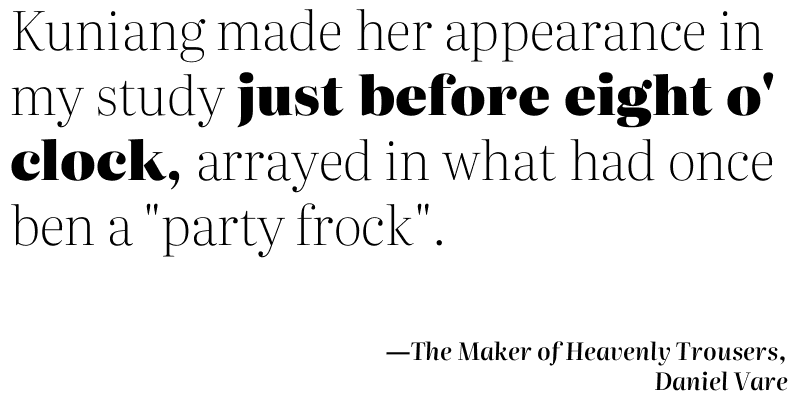 Kuniang made her appearance in
my study just before eight o'
clock, arrayed in what had once
ben a "party frock".
—The Maker of Heavenly Trousers,
Daniel Vare